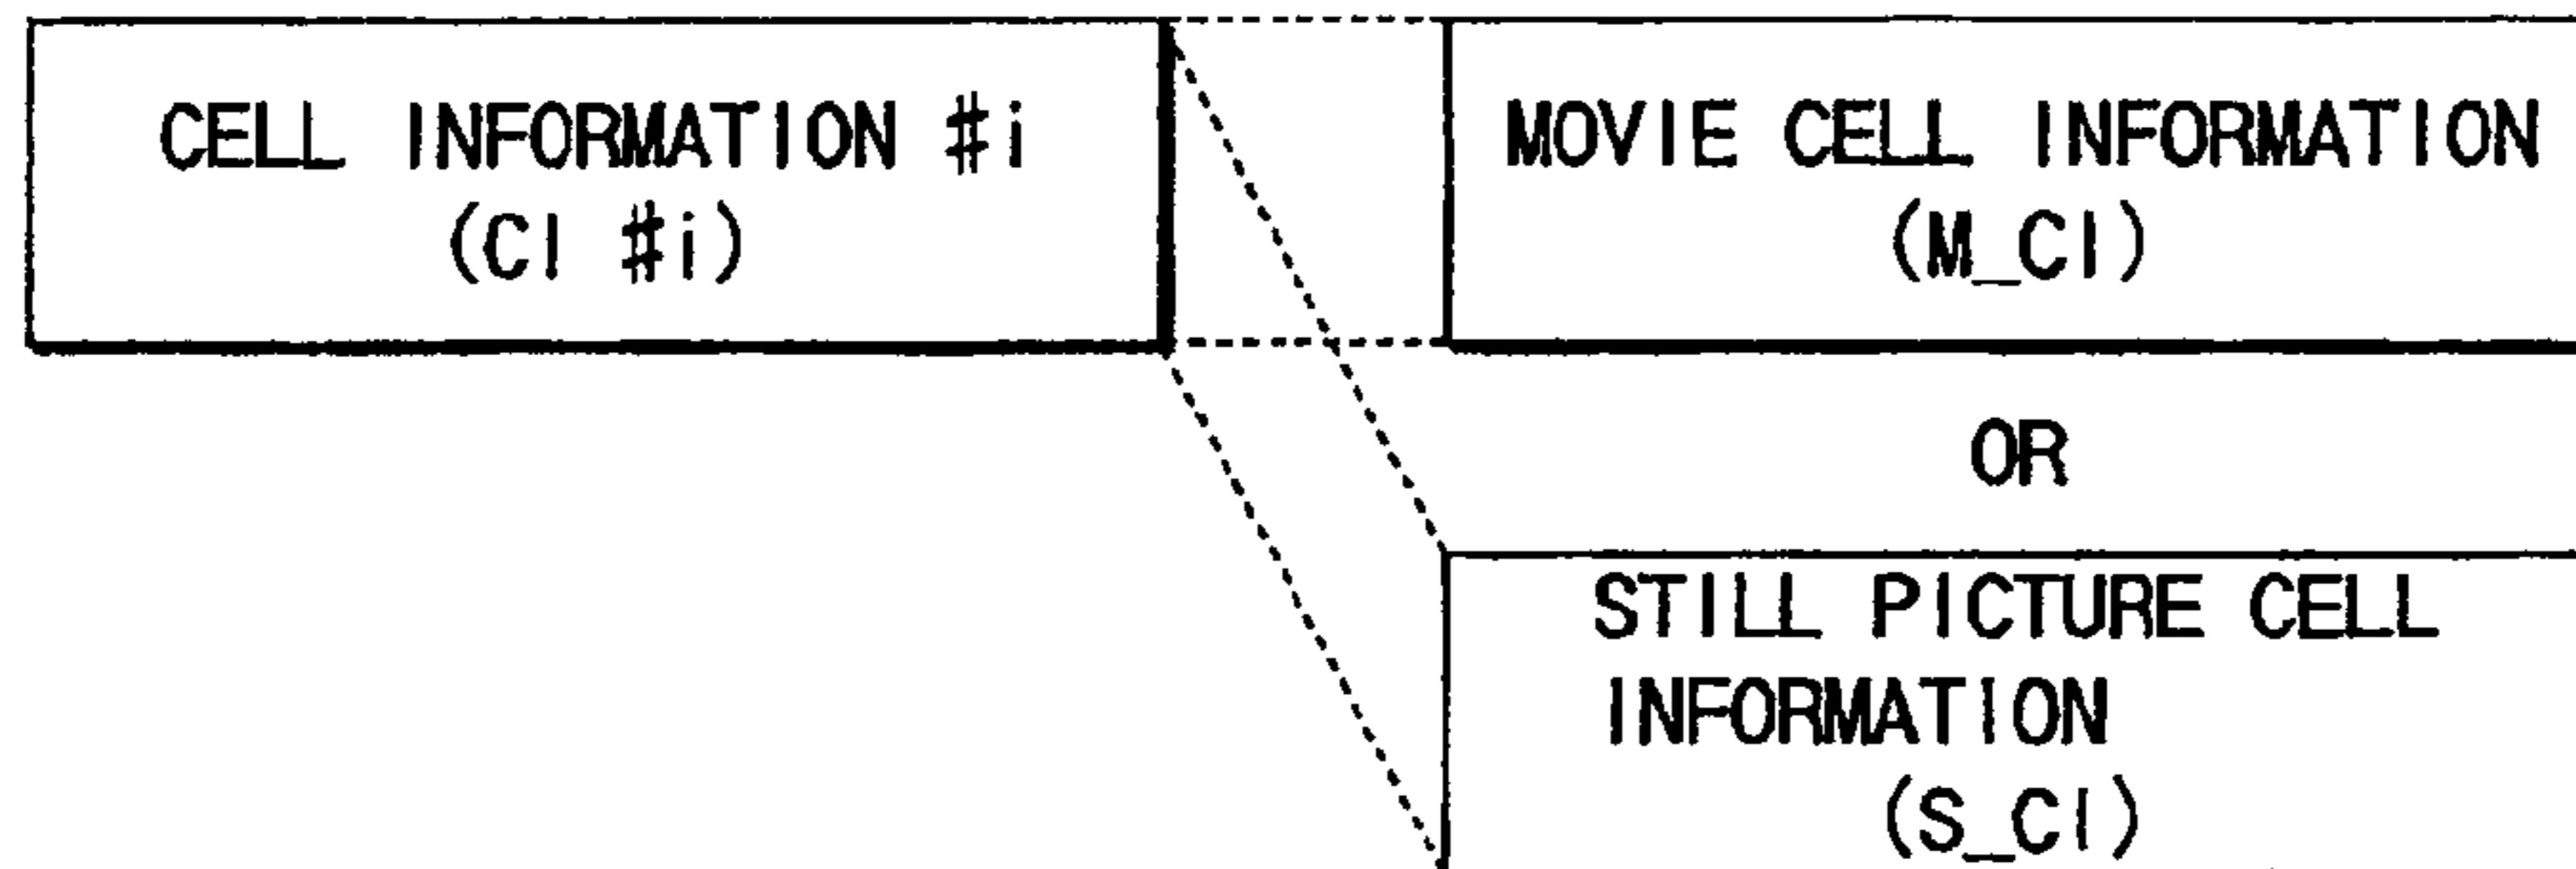 CELL INFORMATION #i
(CI #i)
MOVIE CELL INFORMATION
(M_CI)
OR
STILL PICTURE CELL
INFORMATION
(S_CI)